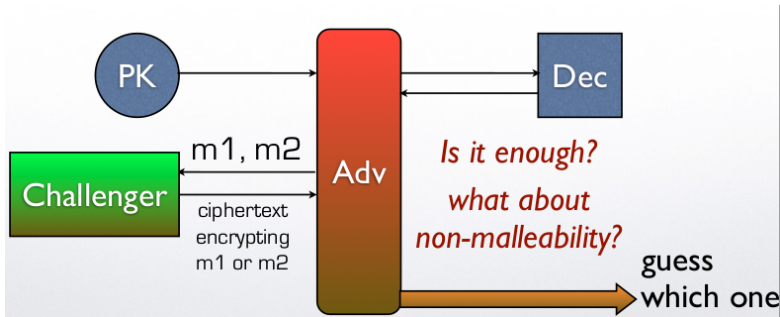 PK
Dec
m1, m2
Challenger
Adv
ciphertext
encrypting
m1 or m2
Is it enough?
what about
non-malleability?
guess
which one